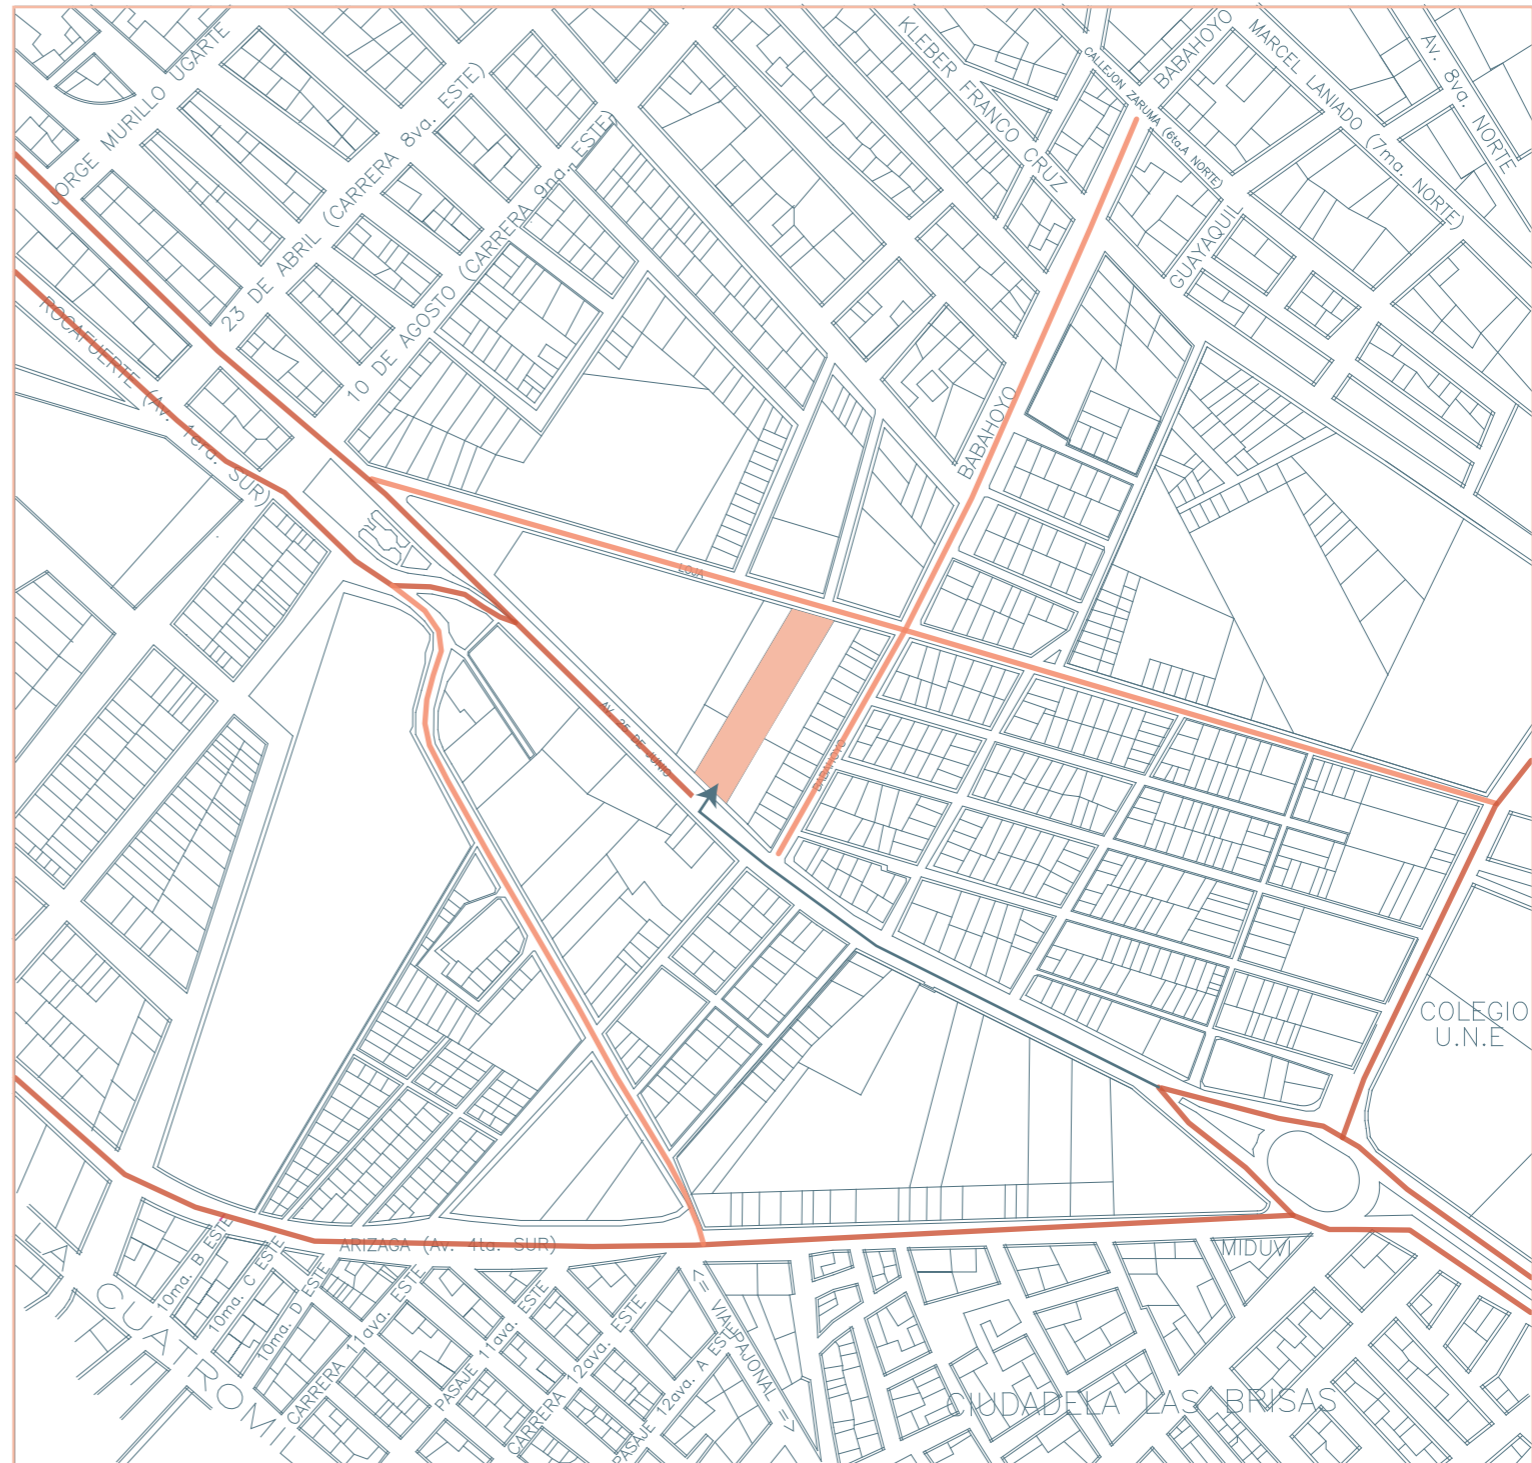 KLEBER FRANCO CRUZ
CALLEJON ZARUMA (6ta.A NORTE)
BABAHOYO
MARCEL LANIADO (7ma. NORTE)
Av. 8va. NORTE
JORGE MURILLO UGARTE
23 DE ABRIL (CARRERA 8va. ESTE)
10 DE AGOSTO (CARRERA 9na. ESTE)
GUAYAQUIL
ROCAFUERTE (Av. 1era. SUR)
BABAHOYO
LOJA
AV. 25 DE JUNIO
BABAHOYO
COLEGIO
U.N.E
ARIZAGA (Av. 4ta. SUR)
MIDUVI
10ma. B ESTE
10ma. C ESTE
10ma. D ESTE
CARRERA 11ava. ESTE
PASAJE 11ava. ESTE
CARRERA 12ava. ESTE
PASAJE 12ava. A ESTE
<= VIA PAJONAL =>
CUATRO MIL
CIUDADELA LAS BRISAS